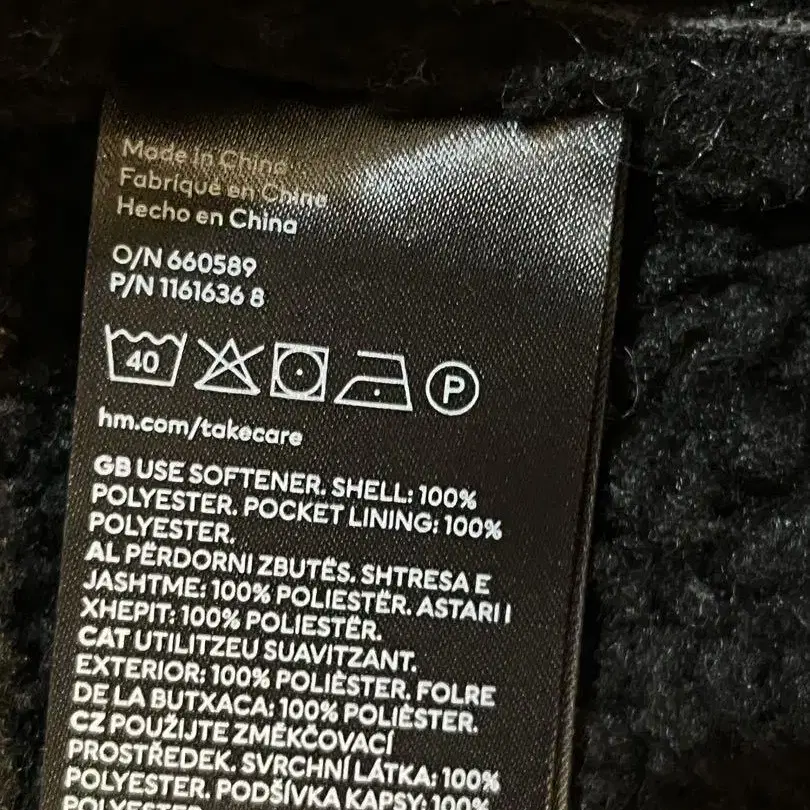 Made in China
Fabriqué en Chine
Hecho en China
O/N 660589
P/N 1161636 8
40 P
hm.com/takecare
GB USE SOFTENER. SHELL: 100%
POLYESTER. POCKET LINING: 100%
POLYESTER.
AL PËRDORNI ZBUTËS. SHTRESA E
JASHTME: 100% POLIESTËR. ASTARI I
XHEPIT: 100% POLIESTËR.
CAT UTILITZEU SUAVITZANT.
EXTERIOR: 100% POLIÈSTER. FOLRE
DE LA BUTXACA: 100% POLIÈSTER.
CZ POUŽIJTE ZMĚKČOVACÍ
PROSTŘEDEK. SVRCHNÍ LÁTKA: 100%
POLYESTER. PODŠÍVKA KAPSY: 100%
POLYESTER